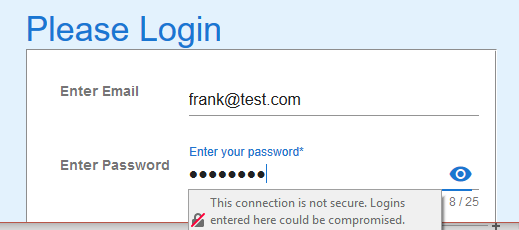 Please Login
Enter Email
frank@test.com
Enter your password*
Enter Password
●●●●●●●●
8 / 25
This connection is not secure. Logins
entered here could be compromised.